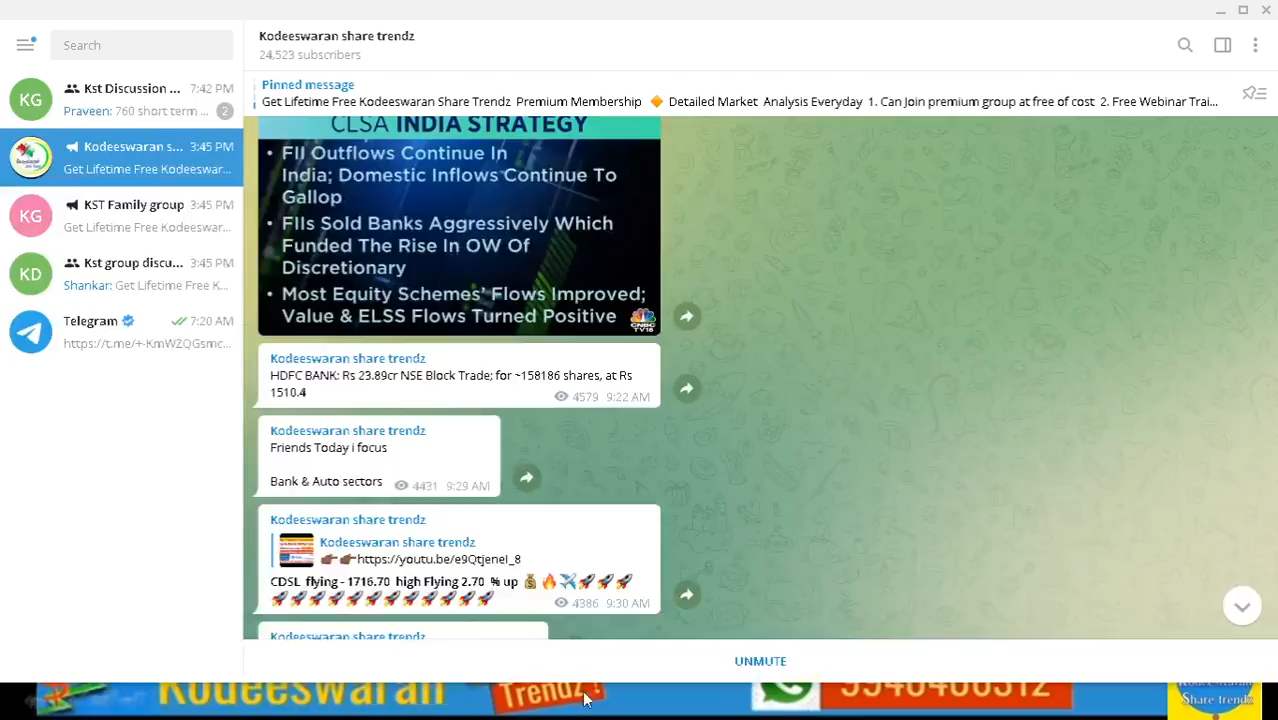 Search
Kst Discussion ... 7:42 PM
Praveen: 760 short term ... 2
Kodeeswaran s... 3:45 PM
Get Lifetime Free Kodeeswar...
KG
KST Family group 3:45 PM
Get Lifetime Free Kodeeswar...
KG
Kst group discu... 3:45 PM
Shankar: Get Lifetime Free K...
KD
Telegram 7:20 AM
https://t.me/+-KmWZQGsmc...
Kodeeswaran share trendz
24,523 subscribers
Pinned message
Get Lifetime Free Kodeeswaran Share Trendz Premium Membership 🔶 Detailed Market Analysis Everyday 1. Can Join premium group at free of cost 2. Free Webinar Trai...
CLSA INDIA STRATEGY
• FII Outflows Continue In
India; Domestic Inflows Continue To
Gallop
• FIIs Sold Banks Aggressively Which
Funded The Rise In OW Of
Discretionary
• Most Equity Schemes' Flows Improved;
Value & ELSS Flows Turned Positive
CNBC
TV18
Kodeeswaran share trendz
HDFC BANK: Rs 23.89cr NSE Block Trade; for ~158186 shares, at Rs
1510.4
4579 9:22 AM
Kodeeswaran share trendz
Friends Today i focus
Bank & Auto sectors
4431 9:29 AM
Kodeeswaran share trendz
Kodeeswaran share trendz
👉🏿👉🏿https://youtu.be/e9QtjeneI_8
CDSL flying - 1716.70 high Flying 2.70 % up 💰🔥✈️🚀🚀🚀
🚀🚀🚀🚀🚀🚀🚀🚀🚀🚀🚀🚀
4386 9:30 AM
Kodeeswaran share trendz
UNMUTE
Kodeeswaran Trendz !
Share trendz